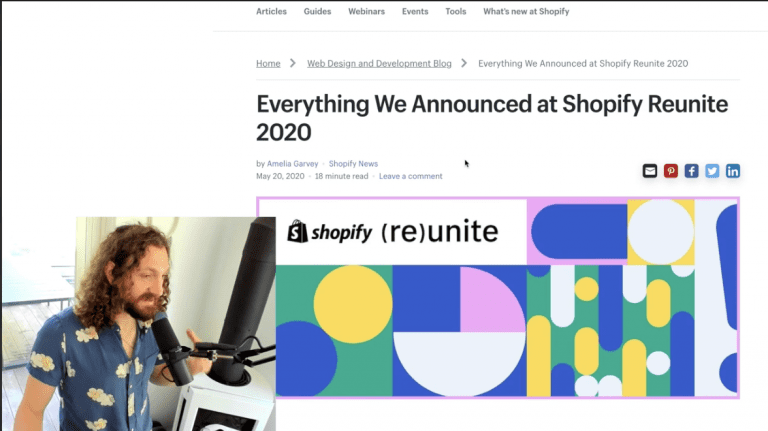 Articles Guides Webinars Events Tools What's new at Shopify
Home > Web Design and Development Blog > Everything We Announced at Shopify Reunite 2020
Everything We Announced at Shopify Reunite
2020
by Amelia Garvey · Shopify News
May 20, 2020 · 18 minute read · Leave a comment
shopify (re)unite